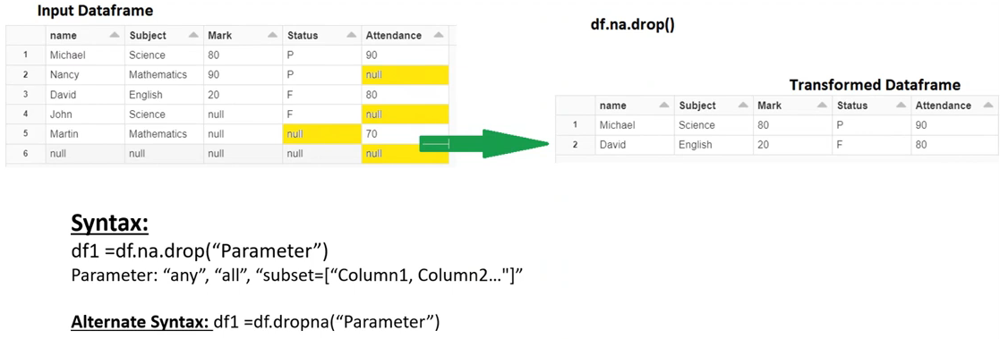 Input Dataframe
name Subject Mark Status Attendance
1 Michael Science 80 P 90
2 Nancy Mathematics 90 P null
3 David English 20 F 80
4 John Science null F null
5 Martin Mathematics null null 70
6 null null null null null
df.na.drop()
Transformed Dataframe
name Subject Mark Status Attendance
1 Michael Science 80 P 90
2 David English 20 F 80
Syntax:
df1 =df.na.drop(“Parameter”)
Parameter: “any”, “all”, “subset=[“Column1, Column2…"]”
Alternate Syntax: df1 =df.dropna(“Parameter”)